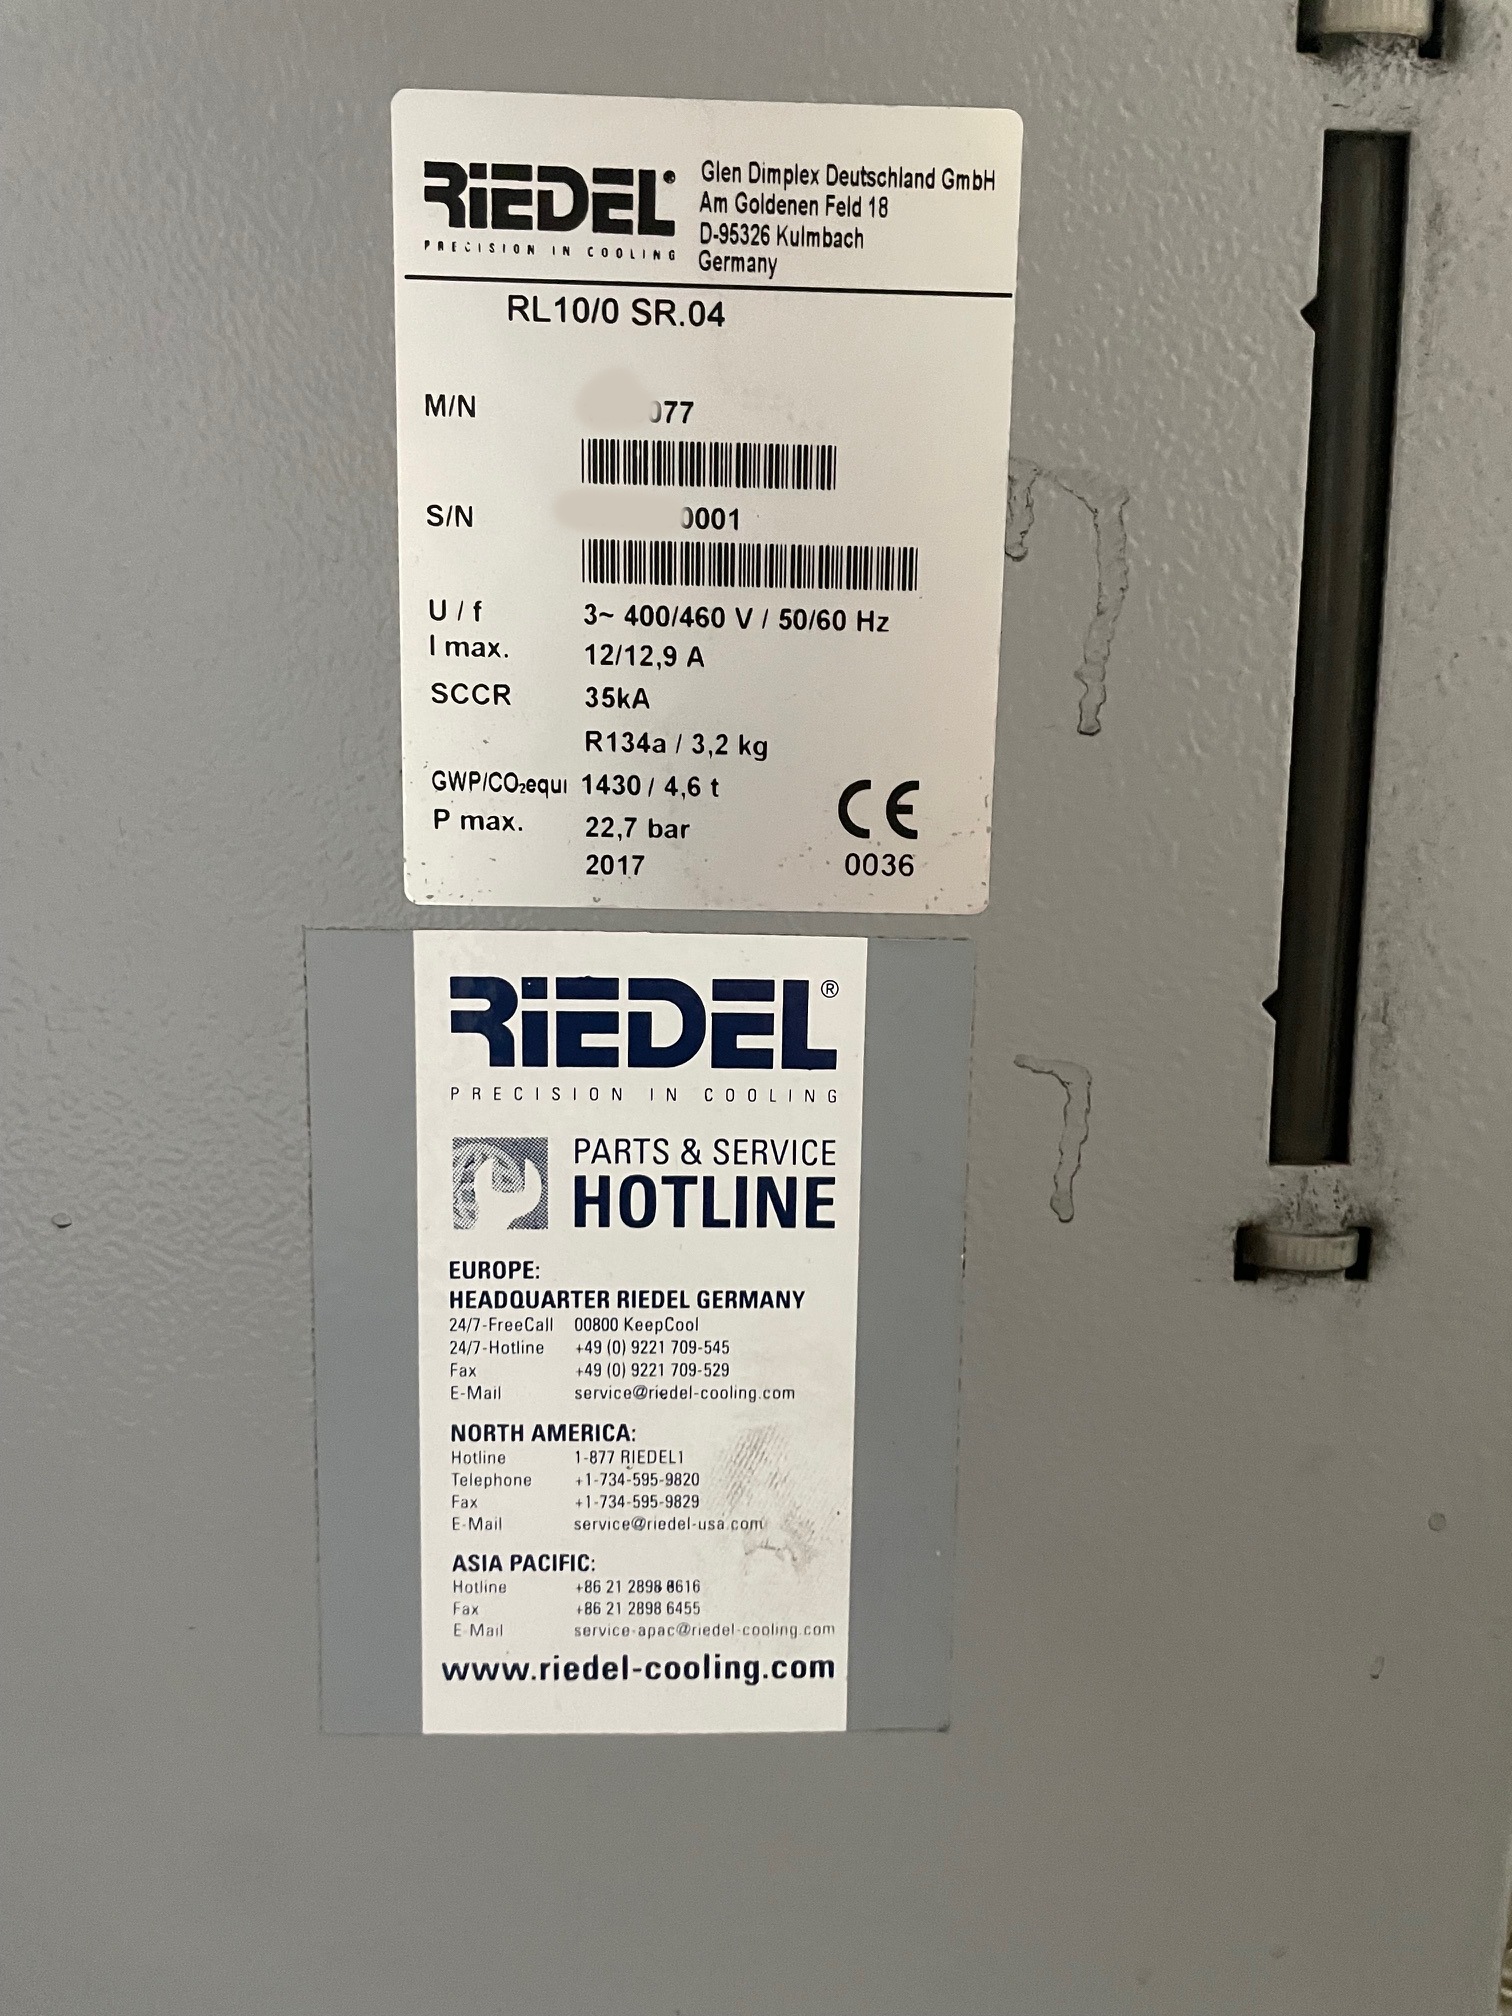 RIEDEL®
PRECISION IN COOLING
Glen Dimplex Deutschland GmbH
Am Goldenen Feld 18
D-95326 Kulmbach
Germany
RL10/0 SR.04
M/N 077
S/N 0001
U / f 3~ 400/460 V / 50/60 Hz
I max. 12/12,9 A
SCCR 35kA
R134a / 3,2 kg
GWP/CO₂equi 1430 / 4,6 t
P max. 22,7 bar
2017
CE
0036
RIEDEL®
PRECISION IN COOLING
PARTS & SERVICE
HOTLINE
EUROPE:
HEADQUARTER RIEDEL GERMANY
24/7-FreeCall 00800 KeepCool
24/7-Hotline +49 (0) 9221 709-545
Fax +49 (0) 9221 709-529
E-Mail service@riedel-cooling.com
NORTH AMERICA:
Hotline 1-877 RIEDEL1
Telephone +1-734-595-9820
Fax +1-734-595-9829
E-Mail service@riedel-usa.com
ASIA PACIFIC:
Hotline +86 21 2898
Fax +86 21 2898 6455
E-Mail service-apac@riedel-cooling.com
www.riedel-cooling.com